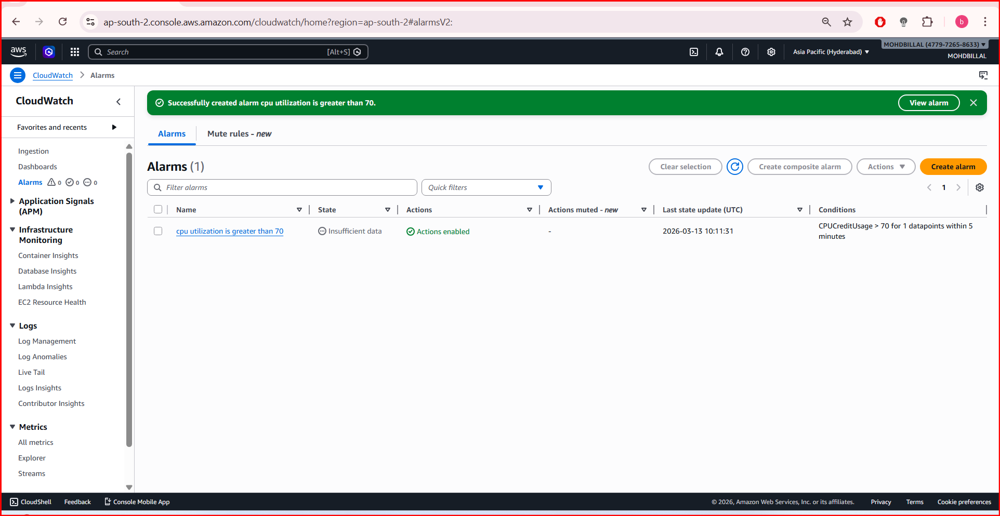 ap-south-2.console.aws.amazon.com/cloudwatch/home?region=ap-south-2#alarmsV2:
b
aws
Search
[Alt+S]
Asia Pacific (Hyderabad)
MOHDBILLAL (4779-7265-8633)
MOHDBILLAL
CloudWatch
Alarms
CloudWatch
Favorites and recents
Ingestion
Dashboards
Alarms 0 0 0
Application Signals
(APM)
Infrastructure
Monitoring
Container Insights
Database Insights
Lambda Insights
EC2 Resource Health
Logs
Log Management
Log Anomalies
Live Tail
Logs Insights
Contributor Insights
Metrics
All metrics
Explorer
Streams
Successfully created alarm cpu utilization is greater than 70.
View alarm
Alarms
Mute rules - new
Alarms (1)
Clear selection
Create composite alarm
Actions
Create alarm
Filter alarms
Quick filters
1
Name
State
Actions
Actions muted - new
Last state update (UTC)
Conditions
cpu utilization is greater than 70
Insufficient data
Actions enabled
-
2026-03-13 10:11:31
CPUCreditUsage > 70 for 1 datapoints within 5
minutes
CloudShell
Feedback
Console Mobile App
© 2026, Amazon Web Services, Inc. or its affiliates.
Privacy
Terms
Cookie preferences